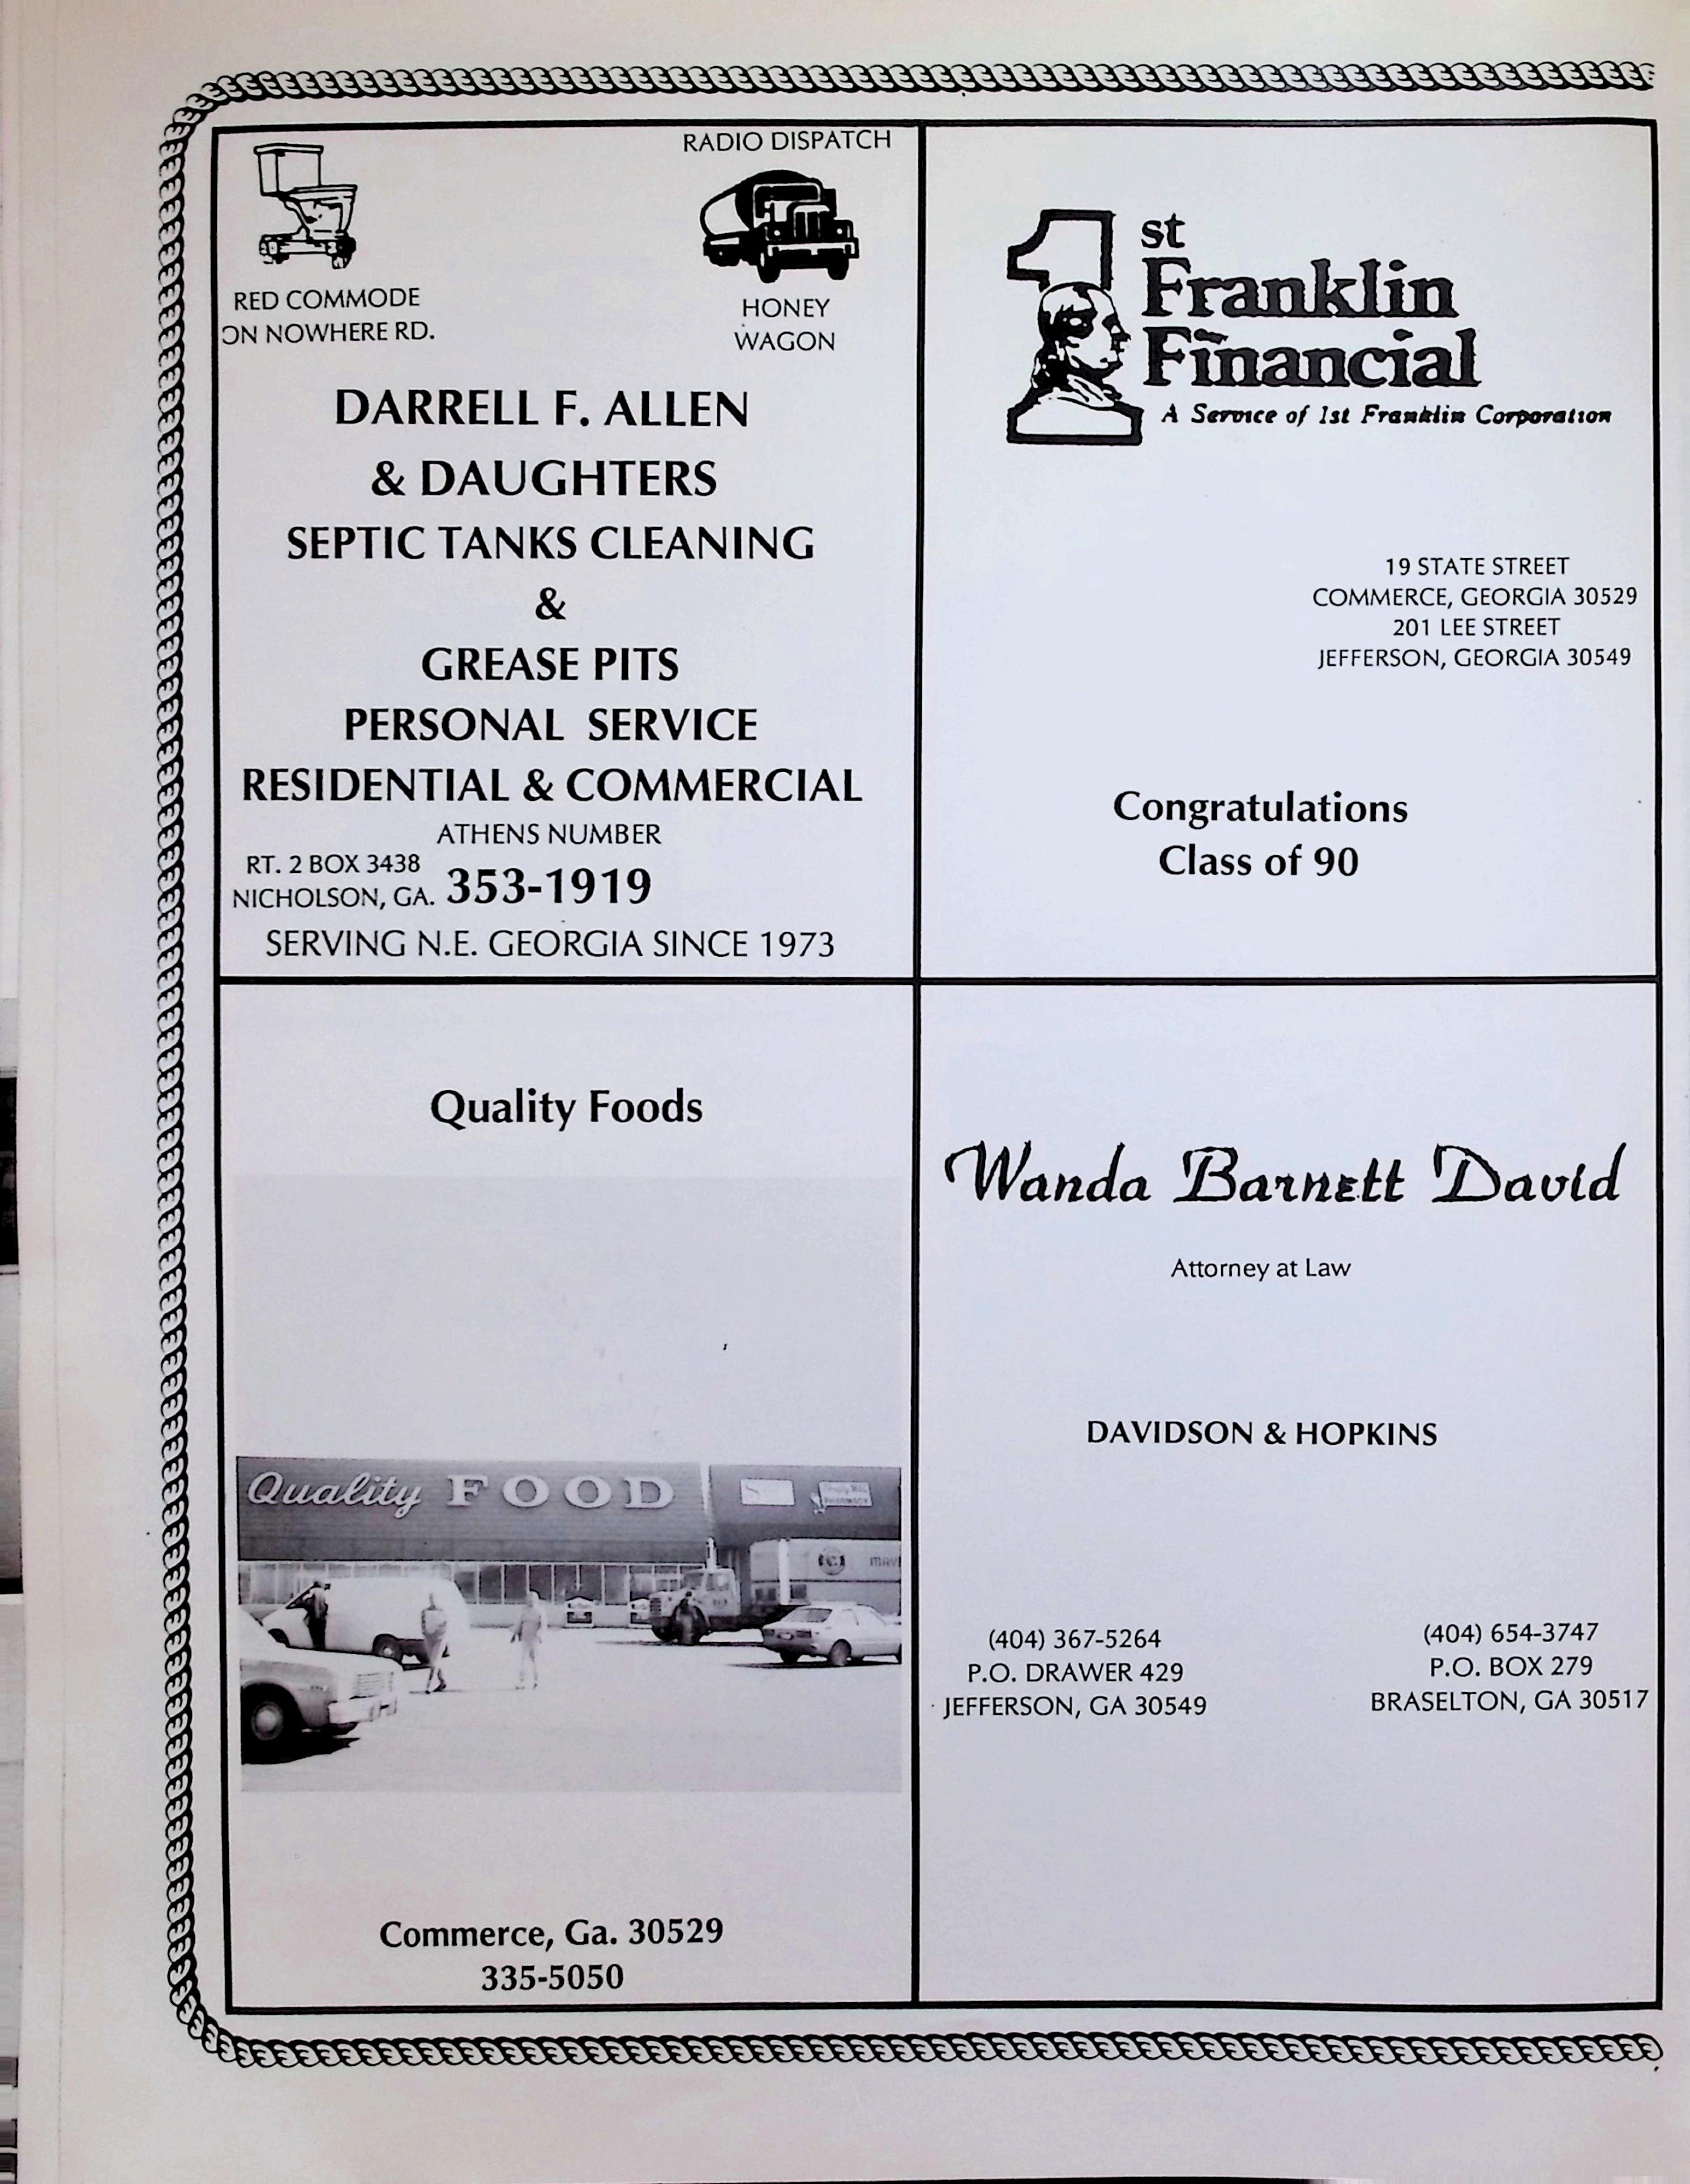 RADIO DISPATCH
RED COMMODE
ON NOWHERE RD.
HONEY
WAGON
DARRELL F. ALLEN
& DAUGHTERS
SEPTIC TANKS CLEANING
&
GREASE PITS
PERSONAL SERVICE
RESIDENTIAL & COMMERCIAL
ATHENS NUMBER
RT. 2 BOX 3438
NICHOLSON, GA. 353-1919
SERVING N.E. GEORGIA SINCE 1973
1st
Franklin
Financial
A Service of 1st Franklin Corporation
19 STATE STREET
COMMERCE, GEORGIA 30529
201 LEE STREET
JEFFERSON, GEORGIA 30549
Congratulations
Class of 90
Quality Foods
Quality FOOD
Commerce, Ga. 30529
335-5050
Wanda Barnett David
Attorney at Law
DAVIDSON & HOPKINS
(404) 367-5264
P.O. DRAWER 429
JEFFERSON, GA 30549
(404) 654-3747
P.O. BOX 279
BRASELTON, GA 30517